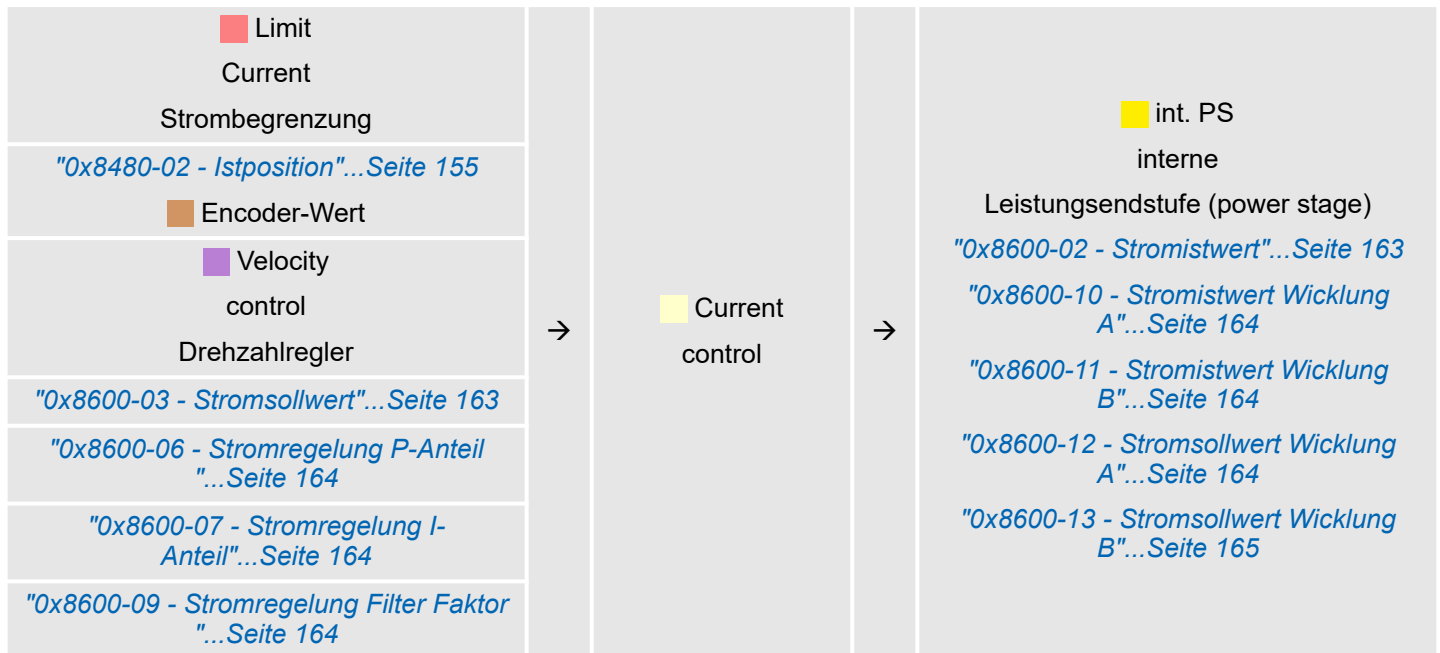 Limit
Current
Strombegrenzung
"0x8480-02 - Istposition"...Seite 155
Encoder-Wert
Velocity
control
Drehzahlregler
"0x8600-03 - Stromsollwert"...Seite 163
"0x8600-06 - Stromregelung P-Anteil
"...Seite 164
"0x8600-07 - Stromregelung I-
Anteil"...Seite 164
"0x8600-09 - Stromregelung Filter Faktor
"...Seite 164
→
Current
control
→
int. PS
interne
Leistungsendstufe (power stage)
"0x8600-02 - Stromistwert"...Seite 163
"0x8600-10 - Stromistwert Wicklung
A"...Seite 164
"0x8600-11 - Stromistwert Wicklung
B"...Seite 164
"0x8600-12 - Stromsollwert Wicklung
A"...Seite 164
"0x8600-13 - Stromsollwert Wicklung
B"...Seite 165